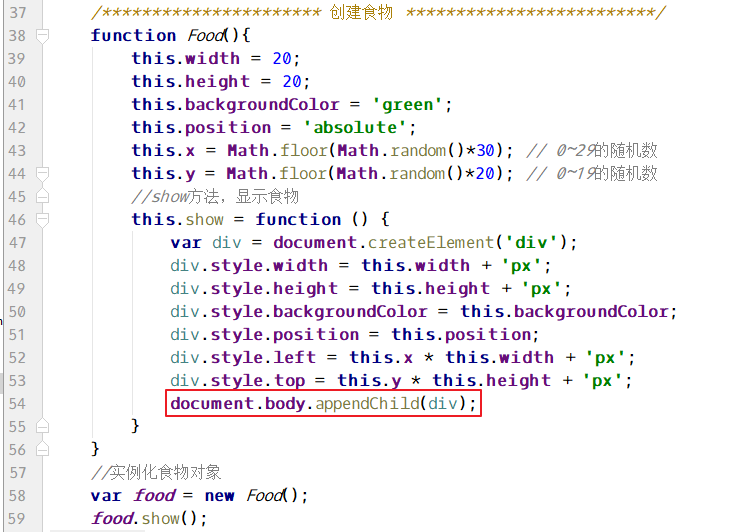 37 /********************** 创建食物 *************************/
38 function Food(){
39 this.width = 20;
40 this.height = 20;
41 this.backgroundColor = 'green';
42 this.position = 'absolute';
43 this.x = Math.floor(Math.random()*30); // 0~29的随机数
44 this.y = Math.floor(Math.random()*20); // 0~19的随机数
45 //show方法，显示食物
46 this.show = function () {
47 var div = document.createElement('div');
48 div.style.width = this.width + 'px';
49 div.style.height = this.height + 'px';
50 div.style.backgroundColor = this.backgroundColor;
51 div.style.position = this.position;
52 div.style.left = this.x * this.width + 'px';
53 div.style.top = this.y * this.height + 'px';
54 document.body.appendChild(div);
55 }
56 }
57 //实例化食物对象
58 var food = new Food();
59 food.show();